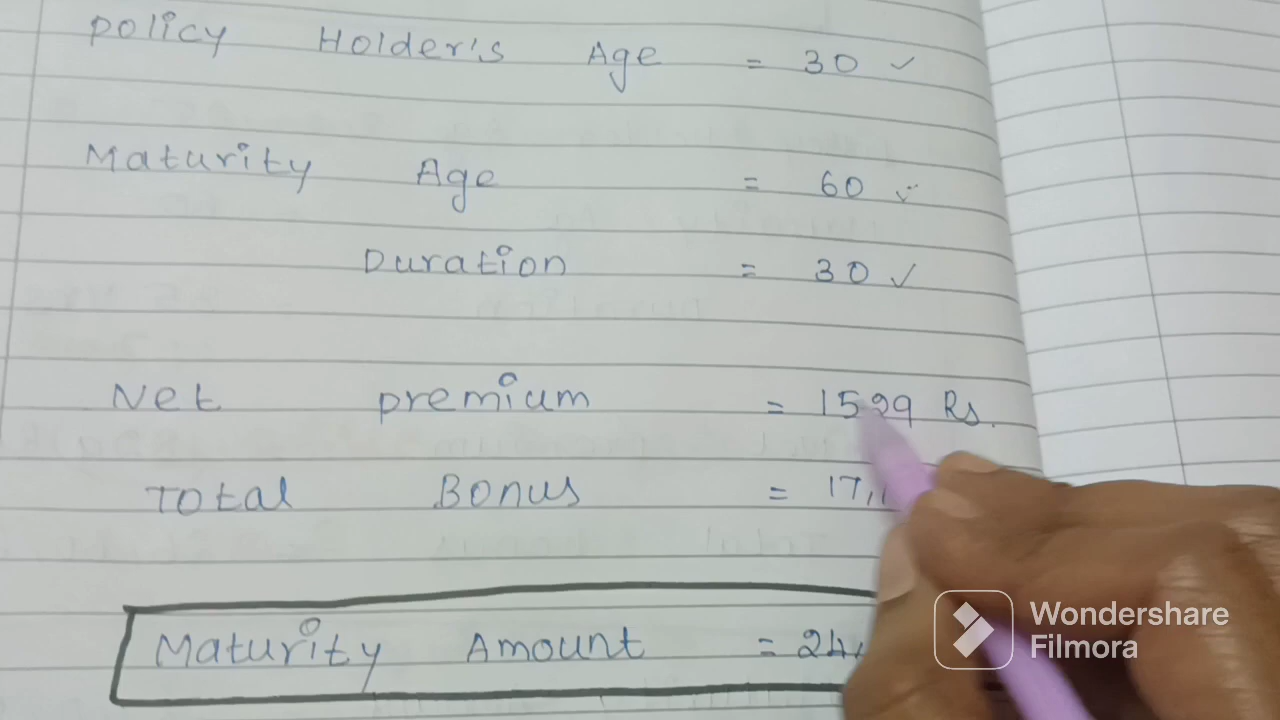 Policy Holder's Age = 30 ✓
Maturity Age = 60 ✓
Duration = 30 ✓
Net premium = 1599 Rs.
Total Bonus = 17,
Maturity Amount = 24,
Wondershare
Filmora